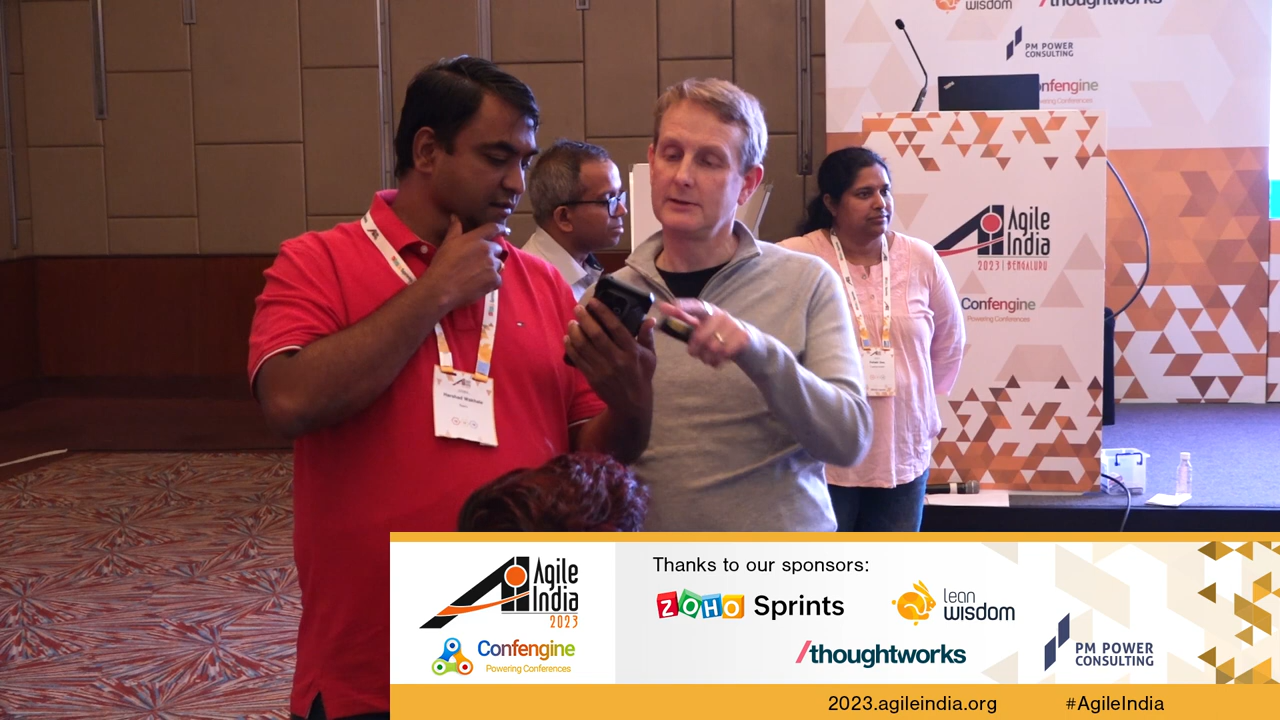 wisdom
/thoughtworks
PM POWER
CONSULTING
nfengine
Powering Conferences
Agile
India
2023 | BENGALURU
Confengine
Powering Conferences
Agile
India
2023
Confengine
Powering Conferences
Thanks to our sponsors:
ZOHO Sprints
lean
wisdom
/thoughtworks
PM POWER
CONSULTING
2023.agileindia.org
#AgileIndia